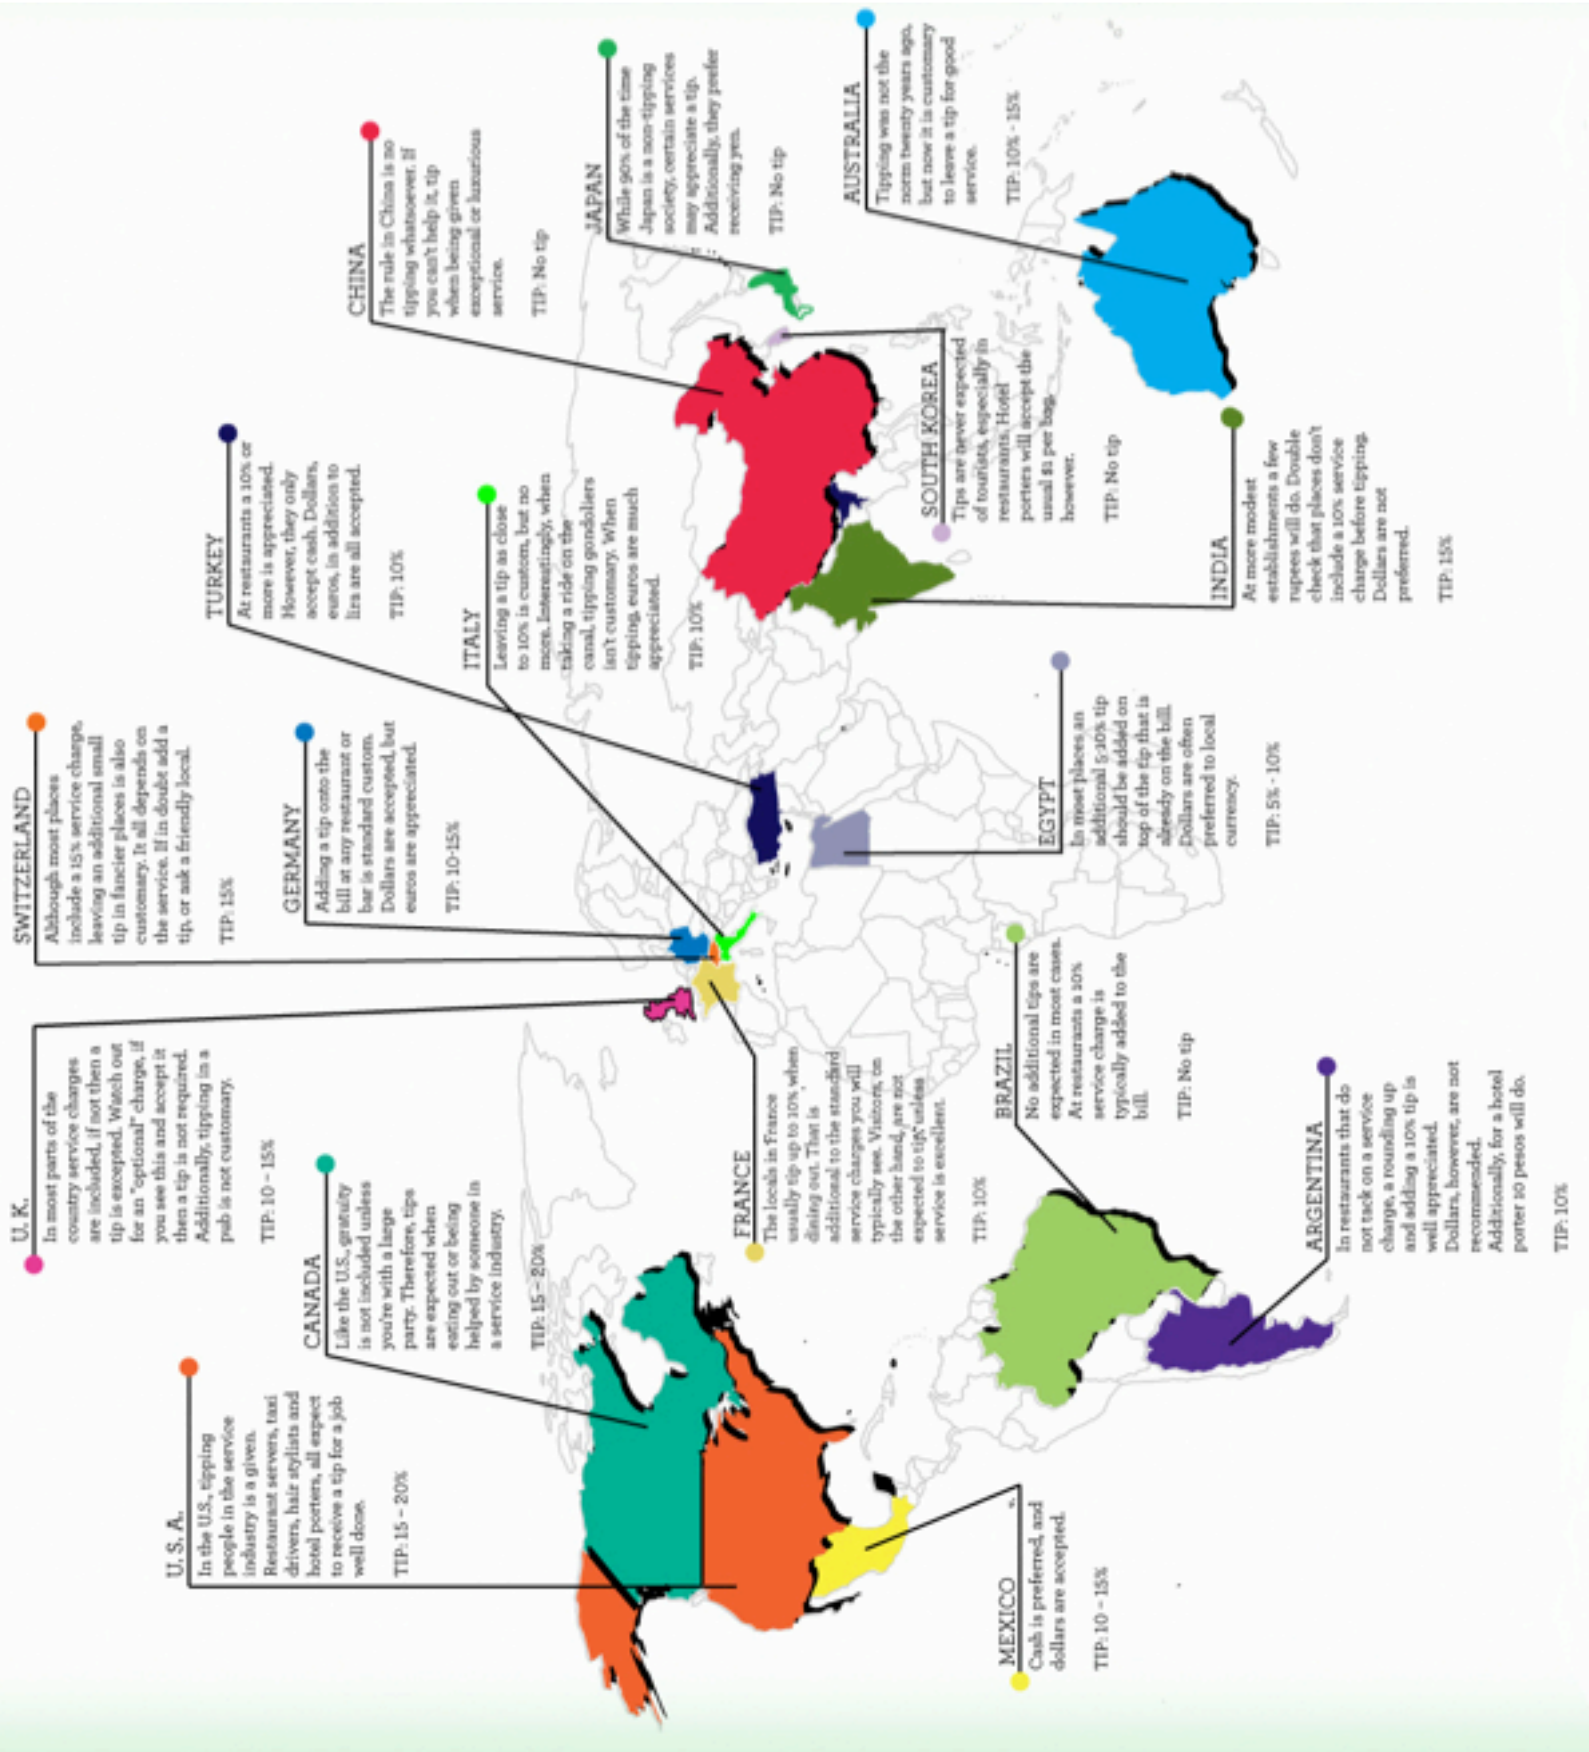 U. K.
In most parts of the
country service charges
are included, if not then a
tip is excepted. Watch out
for an "optional" charge, if
you see this and accept it
then a tip is not required.
Additionally, tipping in a
pub is not customary.
TIP: 10 – 15%
SWITZERLAND
Although most places
include a 15% service charge,
leaving an additional small
tip in fancier places is also
customary. It all depends on
the service. If in doubt add a
tip, or ask a friendly local.
TIP: 15%
U. S. A.
In the U.S., tipping
people in the service
industry is a given.
Restaurant servers, taxi
drivers, hair stylists and
hotel porters, all expect
to receive a tip for a job
well done.
TIP: 15 – 20%
CANADA
Like the U.S., gratuity
is not included unless
you're with a large
party. Therefore, tips
are expected when
eating out or being
helped by someone in
a service industry.
TIP: 15 – 20%
GERMANY
Adding a tip onto the
bill at any restaurant or
bar is standard custom.
Dollars are accepted, but
euros are appreciated.
TIP: 10-15%
TURKEY
At restaurants a 10% or
more is appreciated.
However, they only
accept cash. Dollars,
euros, in addition to
lira are all accepted.
TIP: 10%
ITALY
Leaving a tip as close
to 10% is custom, but no
more. Interestingly, when
taking a ride on the
canal, tipping gondoliers
isn't customary. When
tipping, euros are much
appreciated.
TIP: 10%
CHINA
The rule in China is no
tipping whatsoever. If
you can't help it, tip
when being given
exceptional or luxurious
service.
TIP: No tip
JAPAN
While 90% of the time
Japan is a non-tipping
society, certain services
may appreciate a tip.
Additionally, they prefer
receiving yen.
TIP: No tip
AUSTRALIA
Tipping was not the
norm twenty years ago,
but now it is customary
to leave a tip for good
service.
TIP: 10% - 15%
SOUTH KOREA
Tips are never expected
of tourists, especially in
restaurants. Hotel
porters will accept the
usual $1 per bag,
however.
TIP: No tip
INDIA
At more modest
establishments a few
rupees will do. Double
check that places don't
include a 10% service
charge before tipping.
Dollars are not
preferred.
TIP: 15%
EGYPT
In most places an
additional 5-10% tip
should be added on
top of the tip that is
already on the bill.
Dollars are often
preferred to local
currency.
TIP: 5% - 10%
FRANCE
The locals in France
usually tip up to 10% when
dining out. That is
additional to the standard
service charges you will
typically see. Visitors, on
the other hand, are not
expected to tip, unless
service is excellent.
TIP: 10%
BRAZIL
No additional tips are
expected in most cases.
At restaurants a 10%
service charge is
typically added to the
bill.
TIP: No tip
ARGENTINA
In restaurants that do
not tack on a service
charge, a rounding up
and adding a 10% tip is
well appreciated.
Dollars, however, are not
recommended.
Additionally, for a hotel
porter 10 pesos will do.
TIP: 10%
MEXICO
Cash is preferred, and
dollars are accepted.
TIP: 10 – 15%